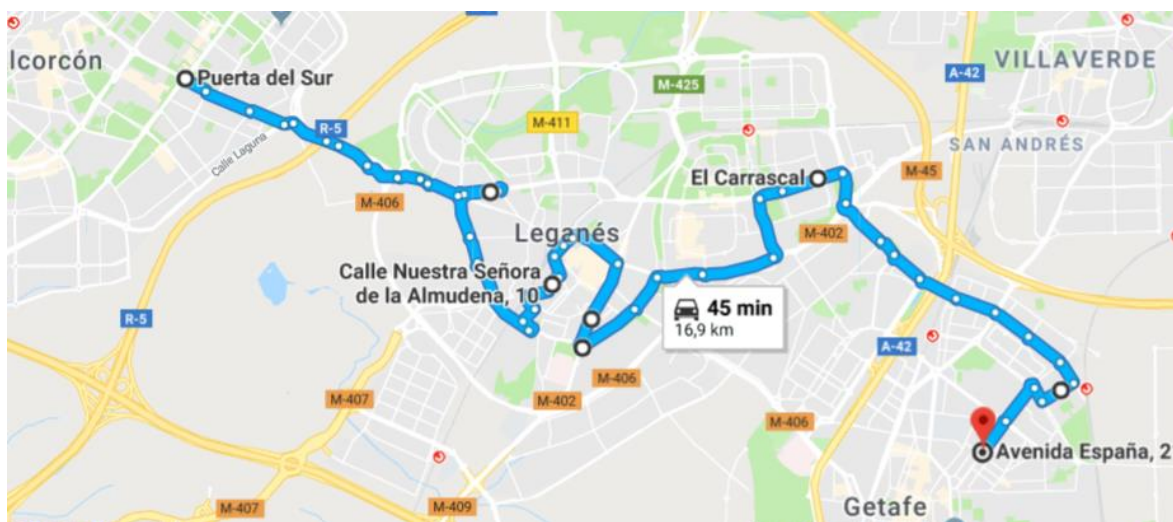 lcorcón
Puerta del Sur
A-42
VILLAVERDE
M-425
R-5
M-411
Calle Laguna
SAN ANDRÉS
El Carrascal
M-45
M-406
Leganés
M-402
Calle Nuestra Señora
de la Almudena, 10
45 min
16,9 km
R-5
A-42
M-406
M-407
M-402
M-406
Avenida España, 2
M-407
M-409
Getafe